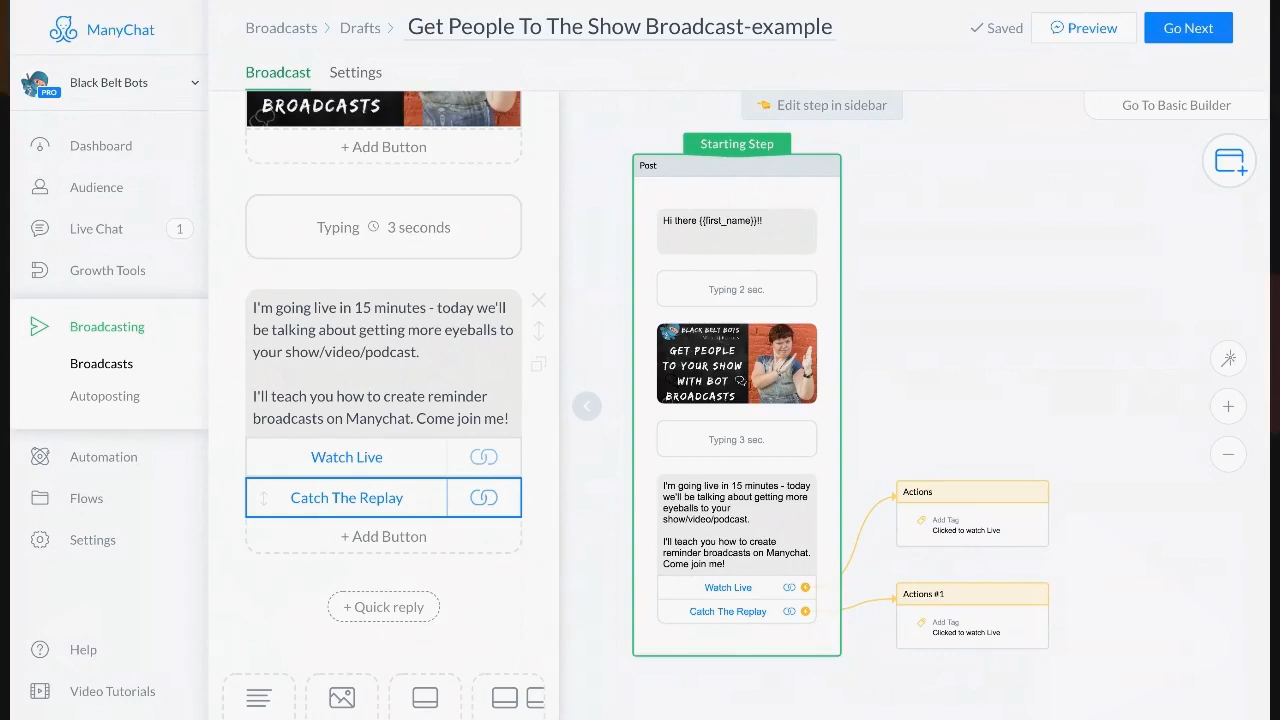 ManyChat
Broadcasts
Drafts
Get People To The Show Broadcast-example
Saved
Preview
Go Next
Black Belt Bots
PRO
Broadcast
Settings
Dashboard
Audience
Live Chat
1
Growth Tools
Broadcasting
Broadcasts
Autoposting
Automation
Flows
Settings
Help
Video Tutorials
BROADCASTS
+ Add Button
Typing 3 seconds
I'm going live in 15 minutes - today we'll
be talking about getting more eyeballs to
your show/video/podcast.
I'll teach you how to create reminder
broadcasts on Manychat. Come join me!
Watch Live
Catch The Replay
+ Add Button
+ Quick reply
Edit step in sidebar
Go To Basic Builder
Starting Step
Post
Hi there {{first_name}}!!
Typing 2 sec.
BLACK BELT BOTS
GET PEOPLE
TO YOUR SHOW
WITH BOT
BROADCASTS
Typing 3 sec.
I'm going live in 15 minutes - today
we'll be talking about getting more
eyeballs to your
show/video/podcast.
I'll teach you how to create
reminder broadcasts on Manychat.
Come join me!
Watch Live
Catch The Replay
Actions
Add Tag
Clicked to watch Live
Actions #1
Add Tag
Clicked to watch Live